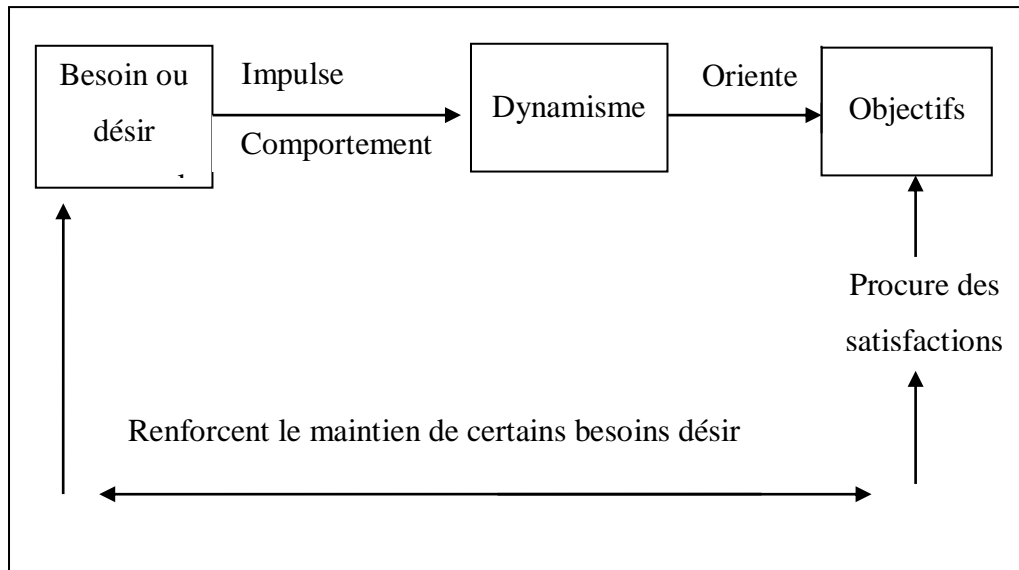 Besoin ou
désir
Impulse
Comportement
Dynamisme
Oriente
Objectifs
Procure des
satisfactions
Renforcent le maintien de certains besoins désir